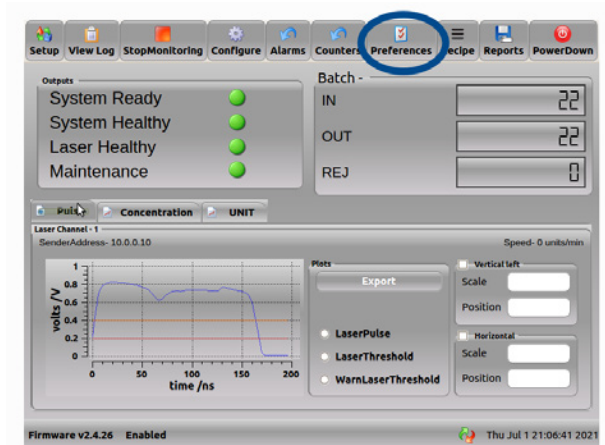 Setup View Log StopMonitoring Configure Alarms Counters Preferences ecipe Reports PowerDown
Outputs
System Ready
System Healthy
Laser Healthy
Maintenance
Batch -
IN 22
OUT 22
REJ 0
Pulse Concentration UNIT
Laser Channel - 1
SenderAddress- 10.0.0.10 Speed- 0 units/min
volts /V
1
0.8
0.6
0.4
0.2
0
0 50 100 150 200
time /ns
Plots
Export
LaserPulse
LaserThreshold
WarnLaserThreshold
Vertical left
Scale
Position
Horizontal
Scale
Position
Firmware v2.4.26 Enabled Thu Jul 1 21:06:41 2021